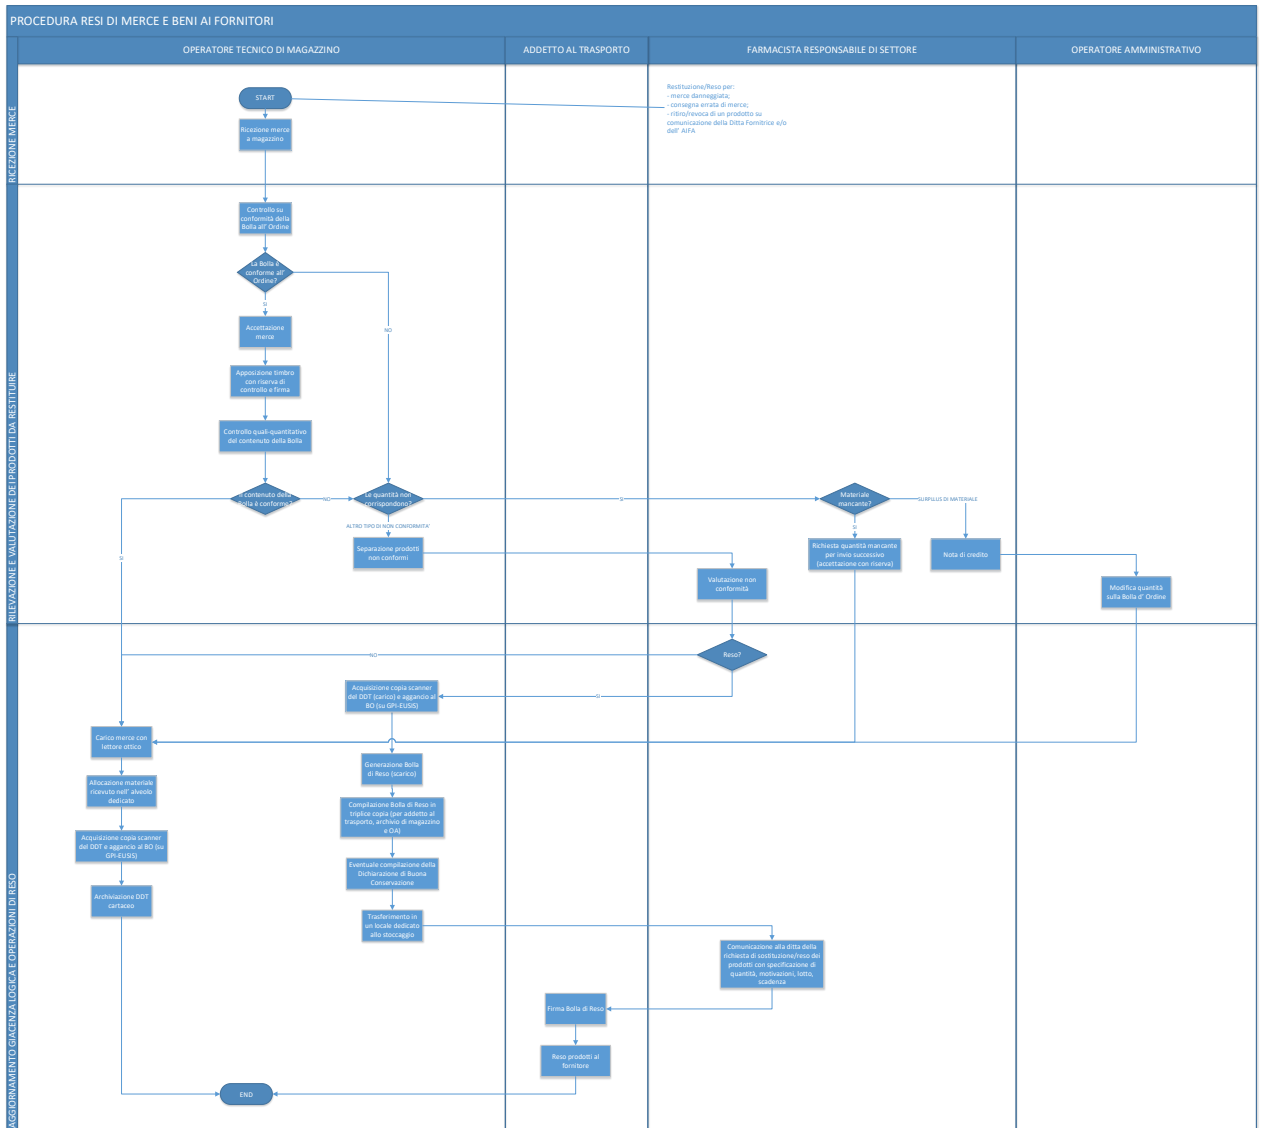 PROCEDURA RESI DI MERCE E BENI AI FORNITORI
OPERATORE TECNICO DI MAGAZZINO
ADDETTO AL TRASPORTO
FARMACISTA RESPONSABILE DI SETTORE
OPERATORE AMMINISTRATIVO
RICEZIONE MERCE
START
Restituzione/Reso per:
- merce danneggiata;
- consegna errata di merce;
- ritiro/revoca di un prodotto su
comunicazione della Ditta Fornitrice e/o
dell' AIFA
Ricezione merce
a magazzino
RILEVAZIONE E VALUTAZIONE DEI PRODOTTI DA RESTITUIRE
Controllo su
conformità della
Bolla all' Ordine
La Bolla è
conforme all'
Ordine?
SI
NO
Accettazione
merce
Apposizione timbro
con riserva di
controllo e firma
Controllo quali-quantitativo
del contenuto della Bolla
Il contenuto della
Bolla è conforme?
NO
Le quantità non
corrispondono?
SI
Materiale
mancante?
SURPLUS DI MATERIALE
ALTRO TIPO DI NON CONFORMITA'
SI
SI
Separazione prodotti
non conformi
Richiesta quantità mancante
per invio successivo
(accettazione con riserva)
Nota di credito
Valutazione non
conformità
Modifica quantità
sulla Bolla d' Ordine
AGGIORNAMENTO GIACENZA LOGICA E OPERAZIONI DI RESO
Reso?
NO
SI
Acquisizione copia scanner
del DDT (carico) e aggancio al
BO (su GPI-EUSIS)
Carico merce con
lettore ottico
Generazione Bolla
di Reso (scarico)
Allocazione materiale
ricevuto nell' alveolo
dedicato
Compilazione Bolla di Reso in
triplice copia (per addetto al
trasporto, archivio di magazzino
e OA)
Acquisizione copia scanner
del DDT e aggancio al BO (su
GPI-EUSIS)
Eventuale compilazione della
Dichiarazione di Buona
Conservazione
Archiviazione DDT
cartaceo
Trasferimento in
un locale dedicato
allo stoccaggio
Comunicazione alla ditta della
richiesta di sostituzione/reso dei
prodotti con specificazione di
quantità, motivazioni, lotto,
scadenza
Firma Bolla di Reso
Reso prodotti al
fornitore
END